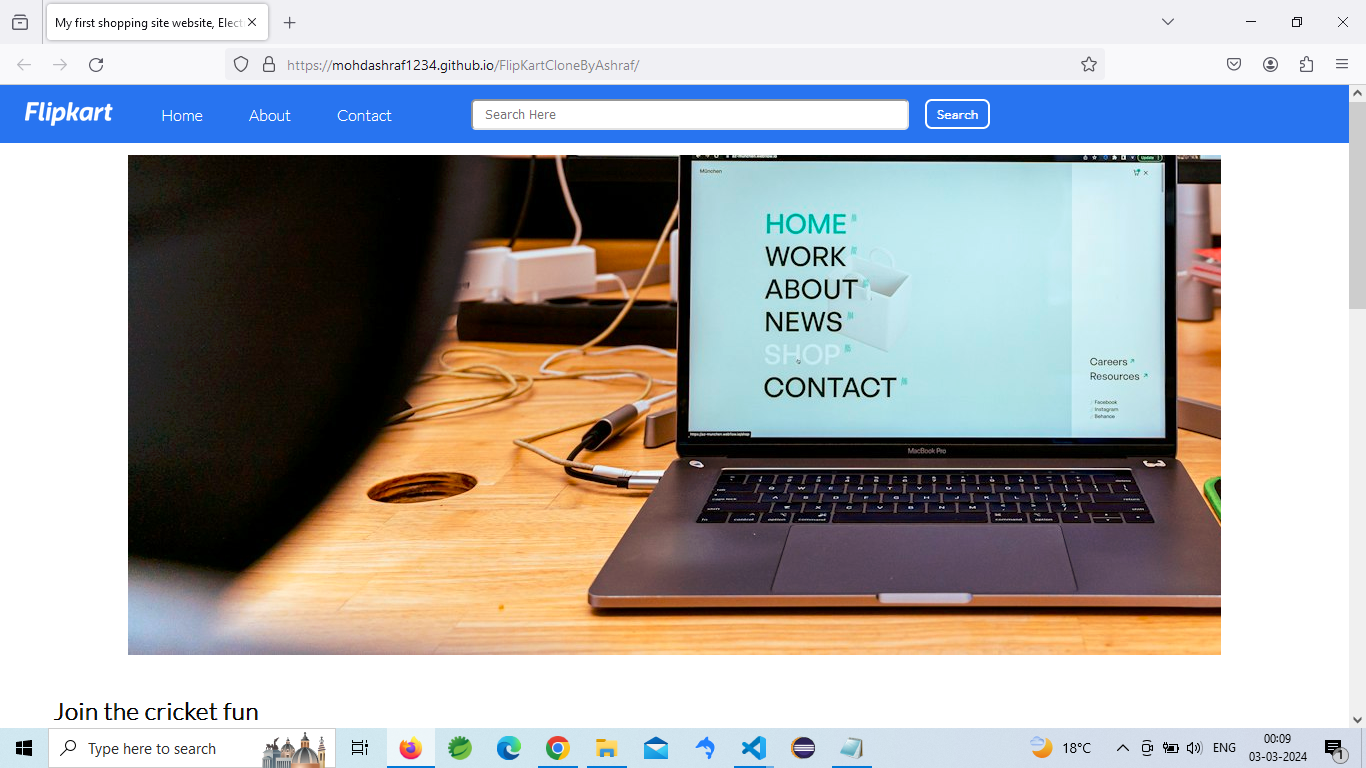 My first shopping site website, Elect
https://mohdashraf1234.github.io/FlipKartCloneByAshraf/
Flipkart
Home
About
Contact
Search Here
Search
München
HOME
WORK
ABOUT
NEWS
SHOP
CONTACT
Careers
Resources
Facebook
Instagram
Behance
MacBook Pro
Join the cricket fun
Type here to search
18°C
ENG
00:09
03-03-2024
1